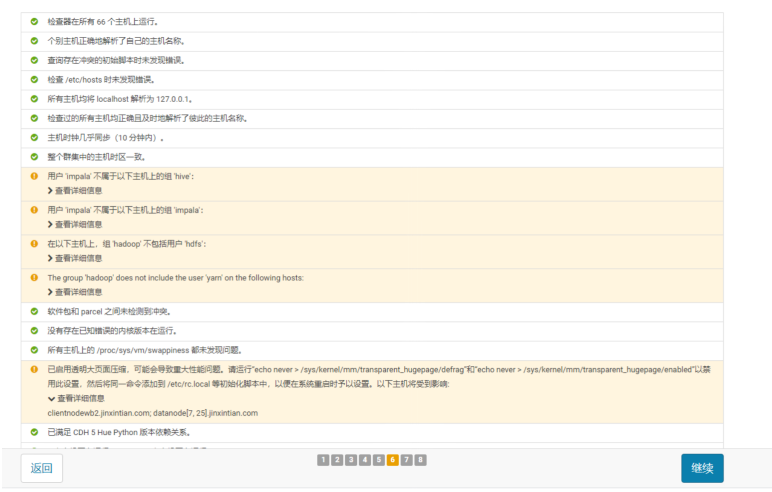 检查器在所有 66 个主机上运行。
个别主机正确地解析了自己的主机名称。
查询存在冲突的初始脚本时未发现错误。
检查 /etc/hosts 时未发现错误。
所有主机均将 localhost 解析为 127.0.0.1。
检查过的所有主机均正确且及时地解析了彼此的主机名称。
主机时钟几乎同步（10 分钟内）。
整个群集中的主机时区一致。
用户 'impala' 不属于以下主机上的组 'hive':
查看详细信息
用户 'impala' 不属于以下主机上的组 'impala':
查看详细信息
在以下主机上，组 'hadoop' 不包括用户 'hdfs':
查看详细信息
The group 'hadoop' does not include the user 'yarn' on the following hosts:
查看详细信息
软件包和 parcel 之间未检测到冲突。
没有存在已知错误的内核版本在运行。
所有主机上的 /proc/sys/vm/swappiness 都未发现问题。
已启用透明大页面压缩，可能会导致重大性能问题。请运行"echo never > /sys/kernel/mm/transparent_hugepage/defrag"和"echo never > /sys/kernel/mm/transparent_hugepage/enabled"以禁
用此设置，然后将同一命令添加到 /etc/rc.local 等初始化脚本中，以便在系统重启时予以设置。以下主机将受到影响:
查看详细信息
clientnodewb2.jinxintian.com; datanode[7, 25].jinxintian.com
已满足 CDH 5 Hue Python 版本依赖关系。
返回
1 2 3 4 5 6 7 8
继续